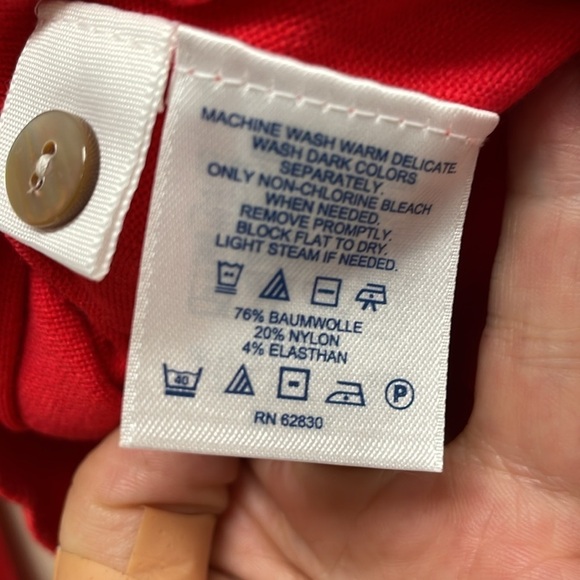 MACHINE WASH WARM DELICATE.
WASH DARK COLORS
SEPARATELY.
ONLY NON-CHLORINE BLEACH
WHEN NEEDED.
REMOVE PROMPTLY.
BLOCK FLAT TO DRY.
LIGHT STEAM IF NEEDED.
76% BAUMWOLLE
20% NYLON
4% ELASTHAN
40 P
RN 62830